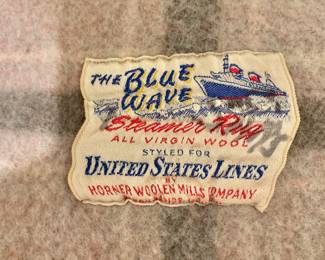 THE BLUE
WAVE
Steamer Rug
ALL VIRGIN WOOL
STYLED FOR
UNITED STATES LINES
BY
HORNER WOOLEN MILLS COMPANY